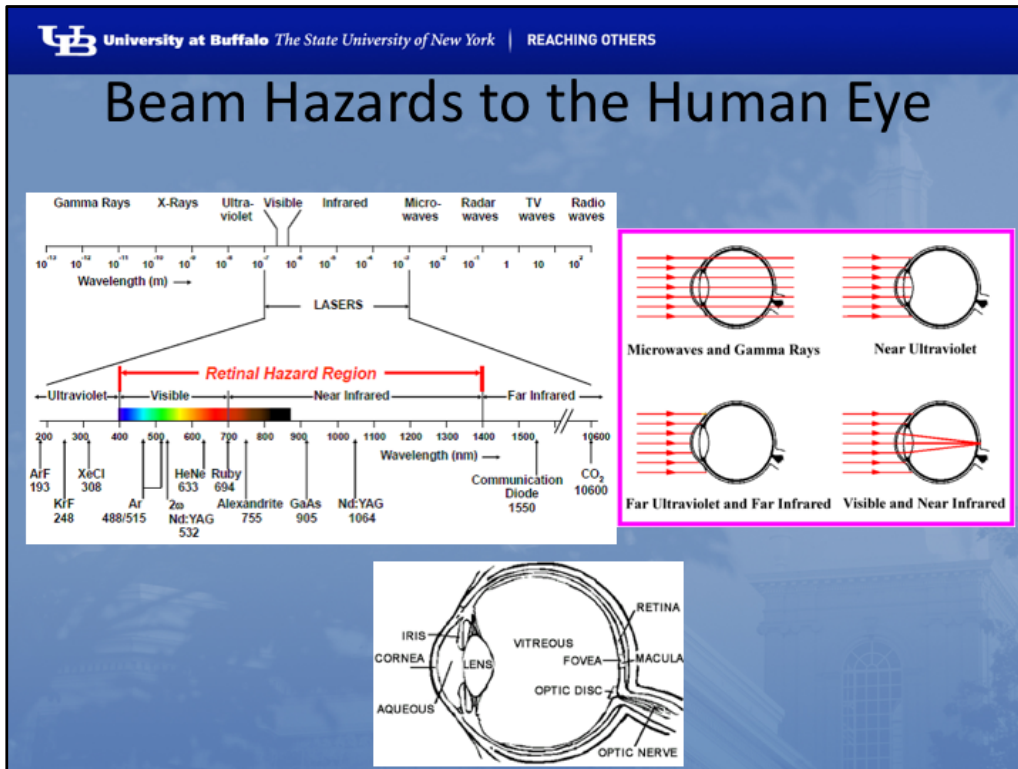 UB University at Buffalo The State University of New York | REACHING OTHERS
Beam Hazards to the Human Eye
Gamma Rays X-Rays Ultra-violet Visible Infrared Micro-waves Radar waves TV waves Radio waves
10^-13 10^-12 10^-11 10^-10 10^-9 10^-8 10^-7 10^-6 10^-5 10^-4 10^-3 10^-2 10^-1 1 10 10^2
Wavelength (m) →
LASERS
Retinal Hazard Region
Ultraviolet Visible Near Infrared Far Infrared
200 300 400 500 600 700 800 900 1000 1100 1200 1300 1400 1500 10600
Wavelength (nm) →
ArF
193
KrF
248
XeCl
308
Ar
488/515
2ω
Nd:YAG
532
HeNe
633
Ruby
694
Alexandrite
755
GaAs
905
Nd:YAG
1064
Communication
Diode
1550
CO2
10600
Microwaves and Gamma Rays
Near Ultraviolet
Far Ultraviolet and Far Infrared
Visible and Near Infrared
IRIS
CORNEA
AQUEOUS
LENS
VITREOUS
RETINA
FOVEA
MACULA
OPTIC DISC
OPTIC NERVE